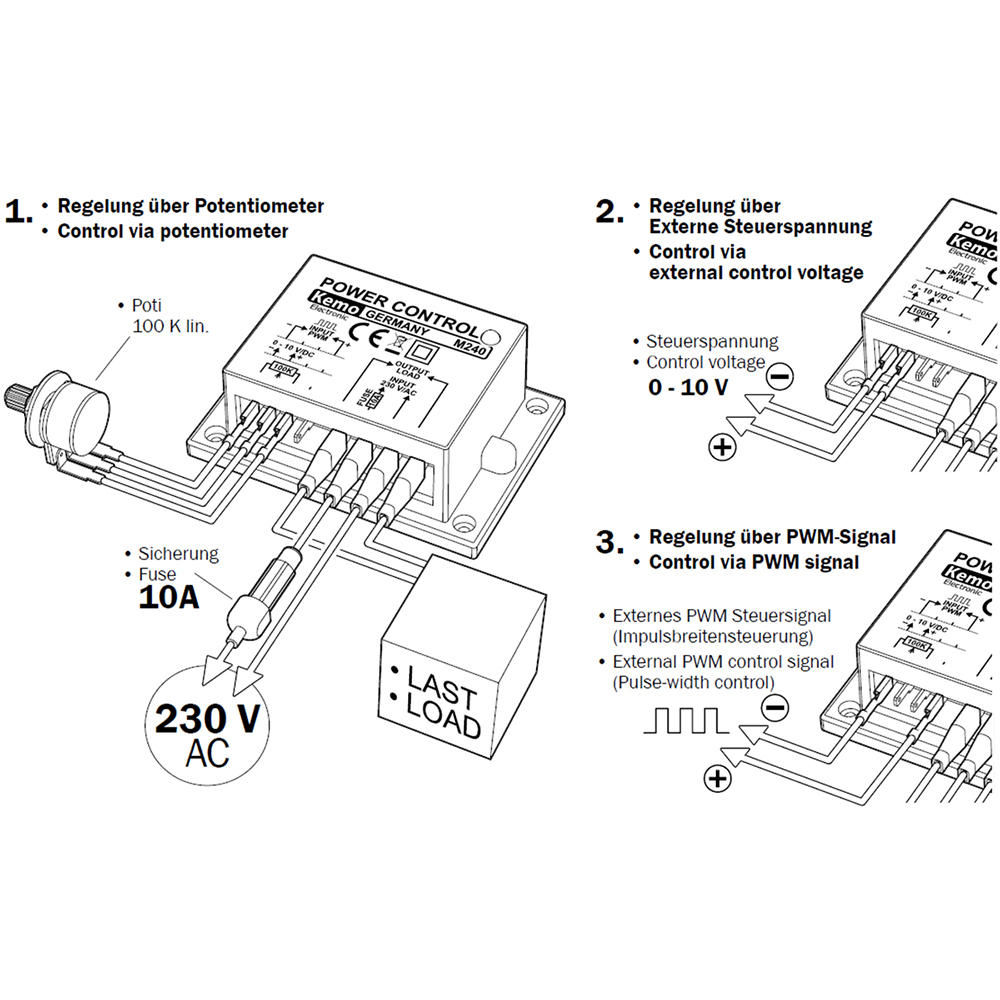 1. • Regelung über Potentiometer
• Control via potentiometer
• Poti
100 K lin.
POWER CONTROL
Kemo GERMANY
Electronic
M240
INPUT
PWM
- +
0 - 10 V/DC
- +
100K
CE
OUTPUT
LOAD
INPUT
230 V/AC
FUSE
10A
• Sicherung
• Fuse
10A
230 V
AC
• LAST
• LOAD
2. • Regelung über
Externe Steuerspannung
• Control via
external control voltage
• Steuerspannung
• Control voltage
0 - 10 V
-
+
POW
Kemo
Electronic
C
INPUT
PWM
- +
0 - 10 V/DC
- +
100K
3. • Regelung über PWM-Signal
• Control via PWM signal
• Externes PWM Steuersignal
(Impulsbreitensteuerung)
• External PWM control signal
(Pulse-width control)
-
+
POW
Kemo
Electronic
C
INPUT
PWM
- +
0 - 10 V/DC
- +
100K